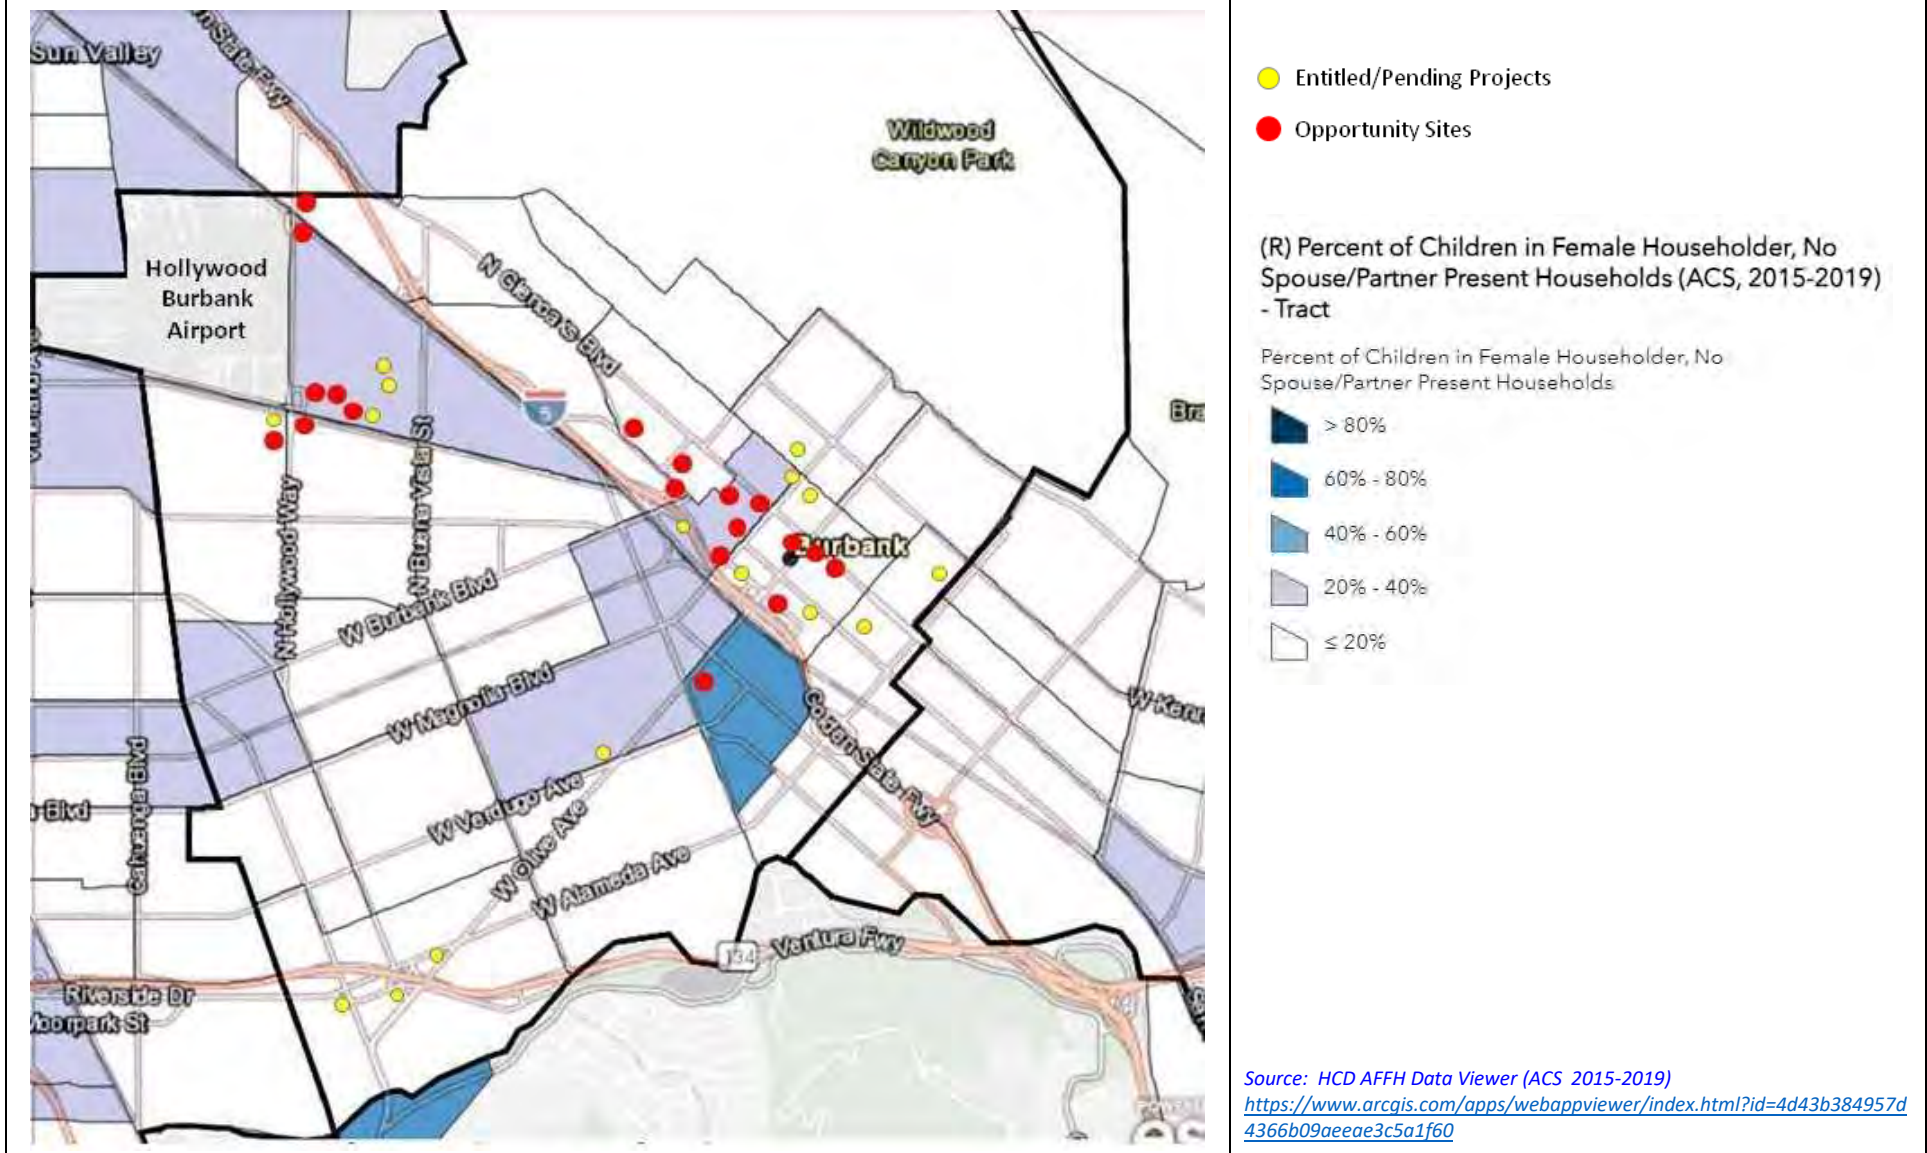 Sun Valley
Wildwood
Canyon Park
Hollywood
Burbank
Airport
N Glenoaks Blvd
5
N Buena Vista St
N Hollywood Way
Burbank
W Burbank Blvd
W Magnolia Blvd
W Verdugo Ave
W Olive Ave
W Alameda Ave
Cahuenga Blvd
Golden State Fwy
134
Ventura Fwy
Riverside Dr
Entitled/Pending Projects
Opportunity Sites
(R) Percent of Children in Female Householder, No
Spouse/Partner Present Households (ACS, 2015-2019)
- Tract
Percent of Children in Female Householder, No
Spouse/Partner Present Households
> 80%
60% - 80%
40% - 60%
20% - 40%
≤ 20%
Source: HCD AFFH Data Viewer (ACS 2015-2019)
https://www.arcgis.com/apps/webappviewer/index.html?id=4d43b384957d
4366b09aeeae3c5a1f60